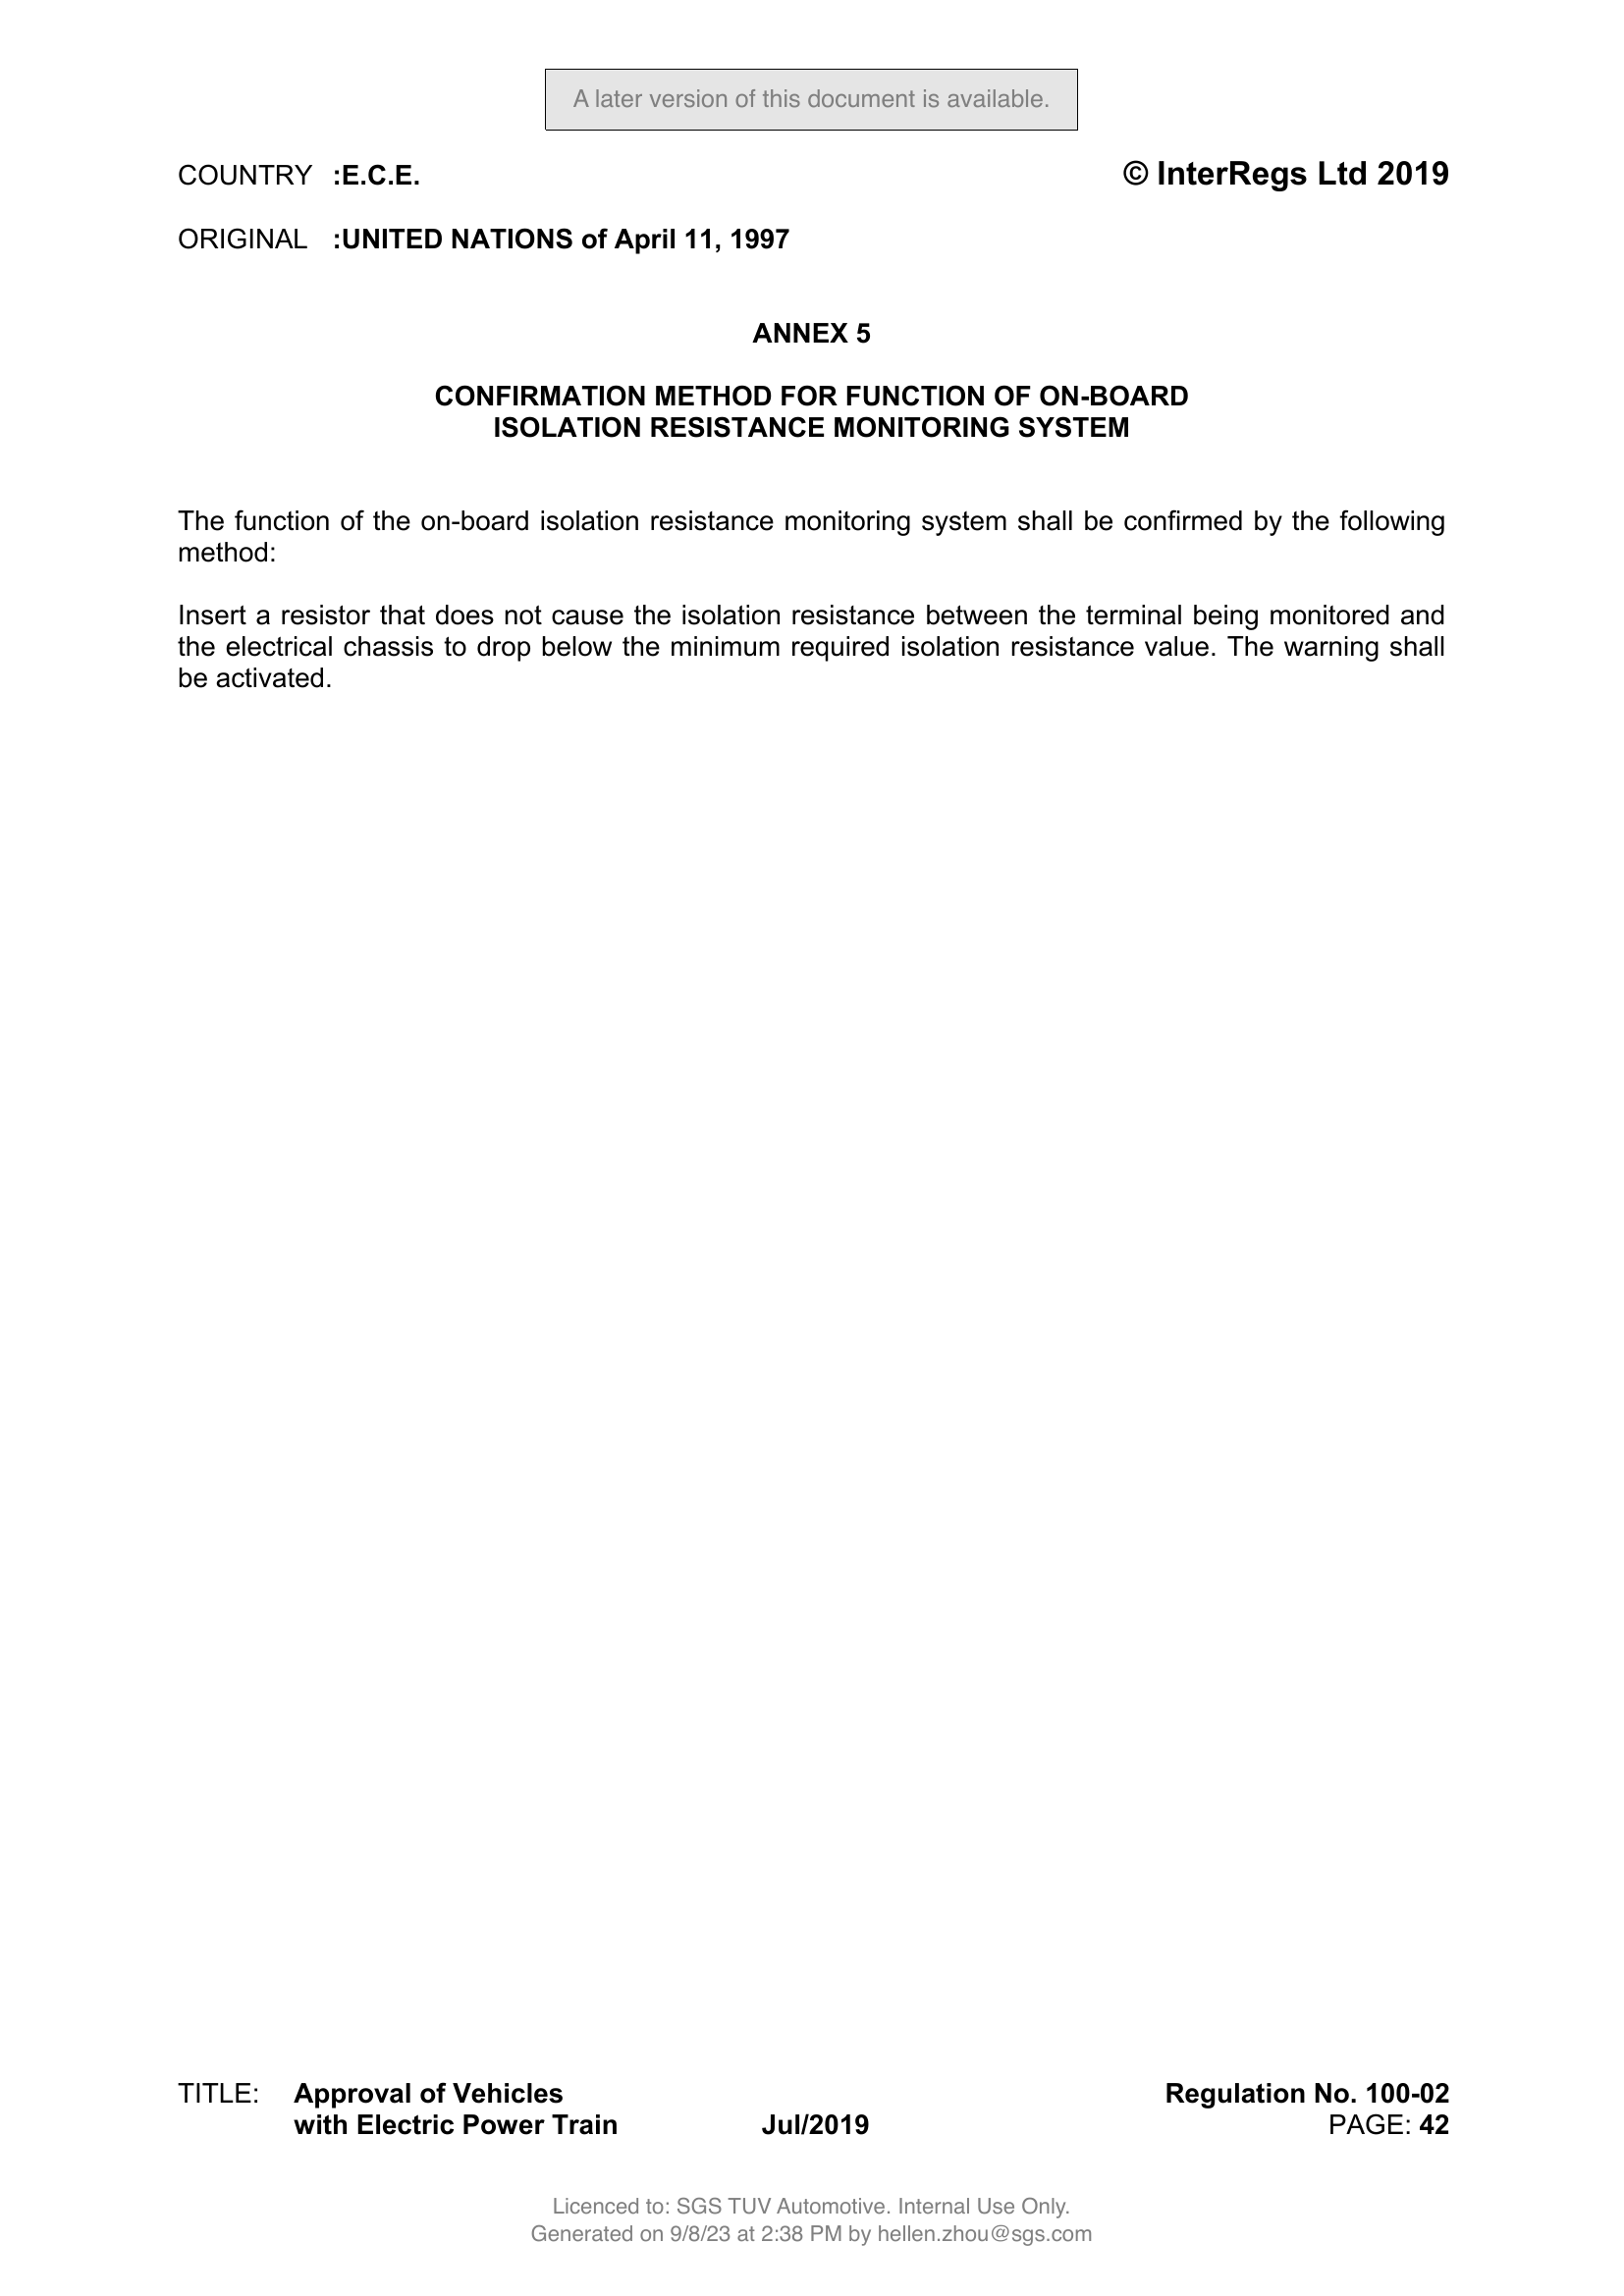 A later version of this document is available.
COUNTRY :E.C.E. © InterRegs Ltd 2019
ORIGINAL :UNITED NATIONS of April 11, 1997
ANNEX 5
CONFIRMATION METHOD FOR FUNCTION OF ON-BOARD
ISOLATION RESISTANCE MONITORING SYSTEM
The function of the on-board isolation resistance monitoring system shall be confirmed by the following
method:
Insert a resistor that does not cause the isolation resistance between the terminal being monitored and
the electrical chassis to drop below the minimum required isolation resistance value. The warning shall
be activated.
TITLE: Approval of Vehicles Regulation No. 100-02
with Electric Power Train Jul/2019 PAGE: 42
Licenced to: SGS TUV Automotive. Internal Use Only.
Generated on 9/8/23 at 2:38 PM by hellen.zhou@sgs.com